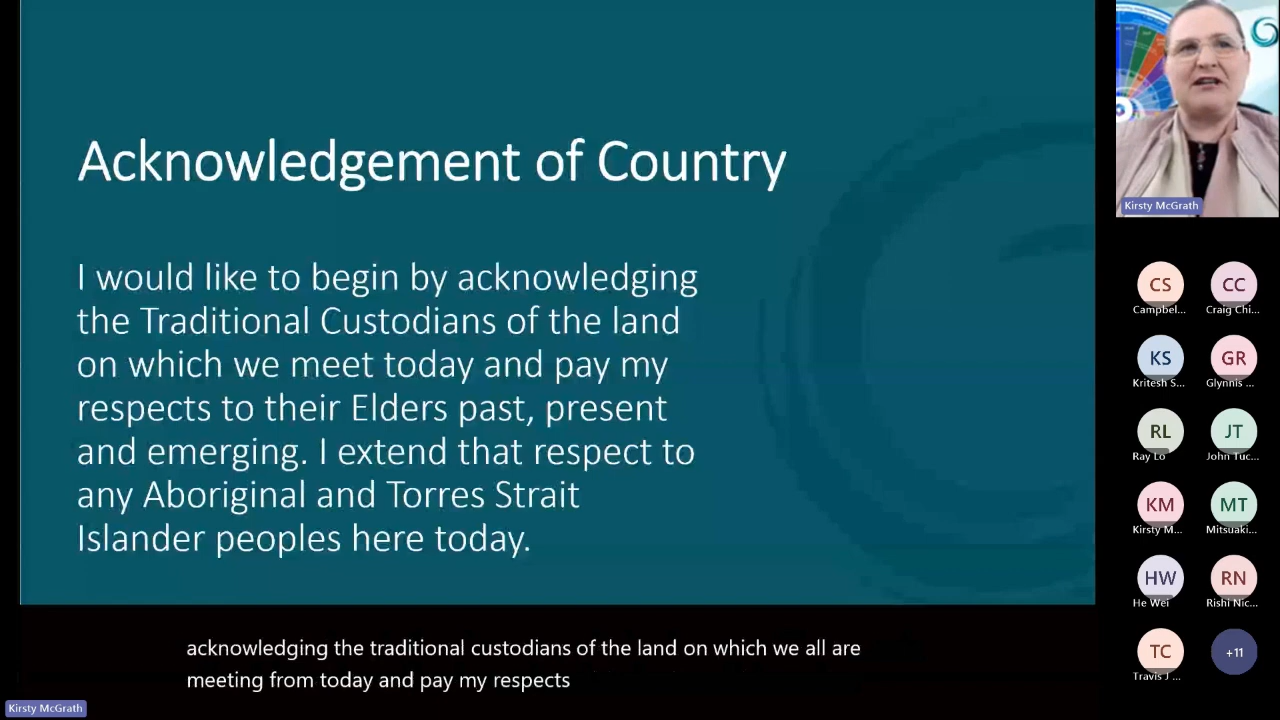 Acknowledgement of Country
I would like to begin by acknowledging
the Traditional Custodians of the land
on which we meet today and pay my
respects to their Elders past, present
and emerging. I extend that respect to
any Aboriginal and Torres Strait
Islander peoples here today.
acknowledging the traditional custodians of the land on which we all are
meeting from today and pay my respects
Kirsty McGrath
Kirsty McGrath
CS
Campbel...
CC
Craig Chi...
KS
Kritesh S...
GR
Glynnis ...
RL
Ray Lo
JT
John Tuc...
KM
Kirsty M...
MT
Mitsuaki...
HW
He Wei
RN
Rishi Nic...
TC
Travis J ...
+11